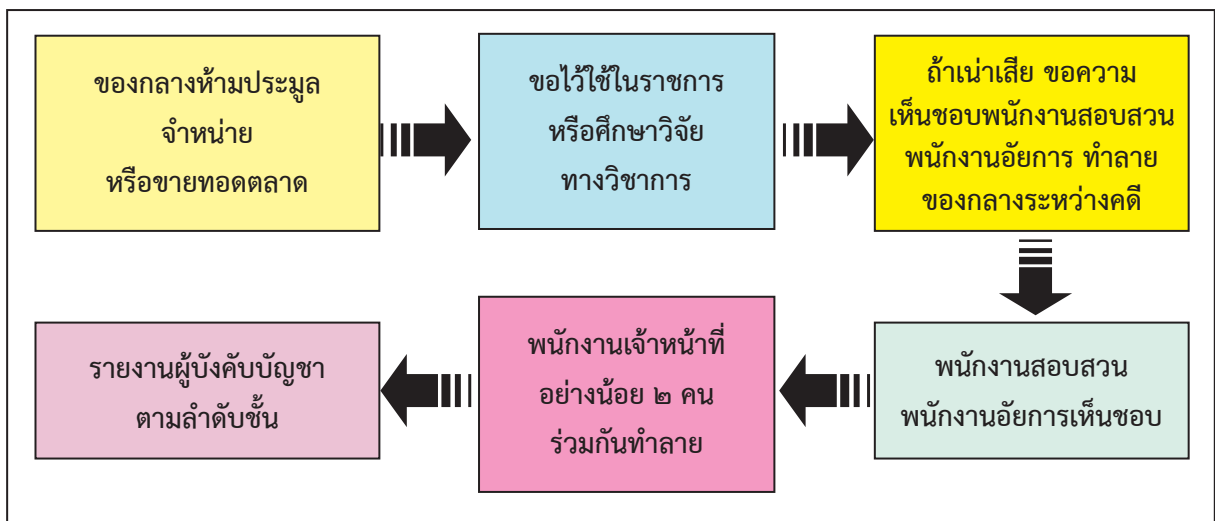 ของกลางห้ามประมูล
จำหน่าย
หรือขายทอดตลาด
ขอไว้ใช้ในราชการ
หรือศึกษาวิจัย
ทางวิชาการ
ถ้าเน่าเสีย ขอความ
เห็นชอบพนักงานสอบสวน
พนักงานอัยการ ทำลาย
ของกลางระหว่างคดี
พนักงานสอบสวน
พนักงานอัยการเห็นชอบ
พนักงานเจ้าหน้าที่
อย่างน้อย ๒ คน
ร่วมกันทำลาย
รายงานผู้บังคับบัญชา
ตามลำดับชั้น